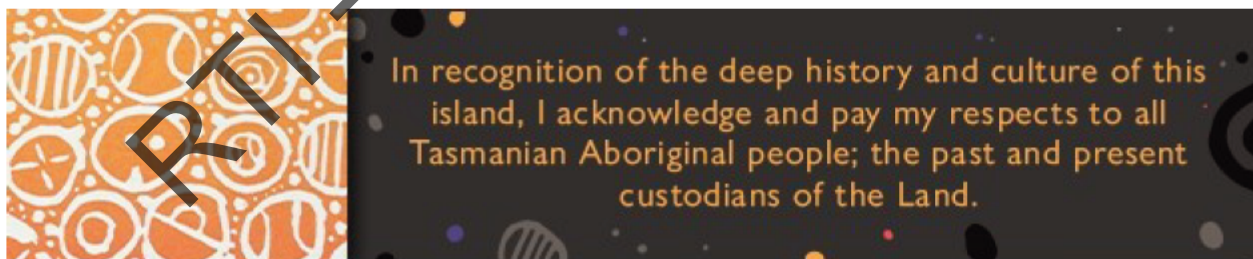 RTI
In recognition of the deep history and culture of this
island, I acknowledge and pay my respects to all
Tasmanian Aboriginal people; the past and present
custodians of the Land.